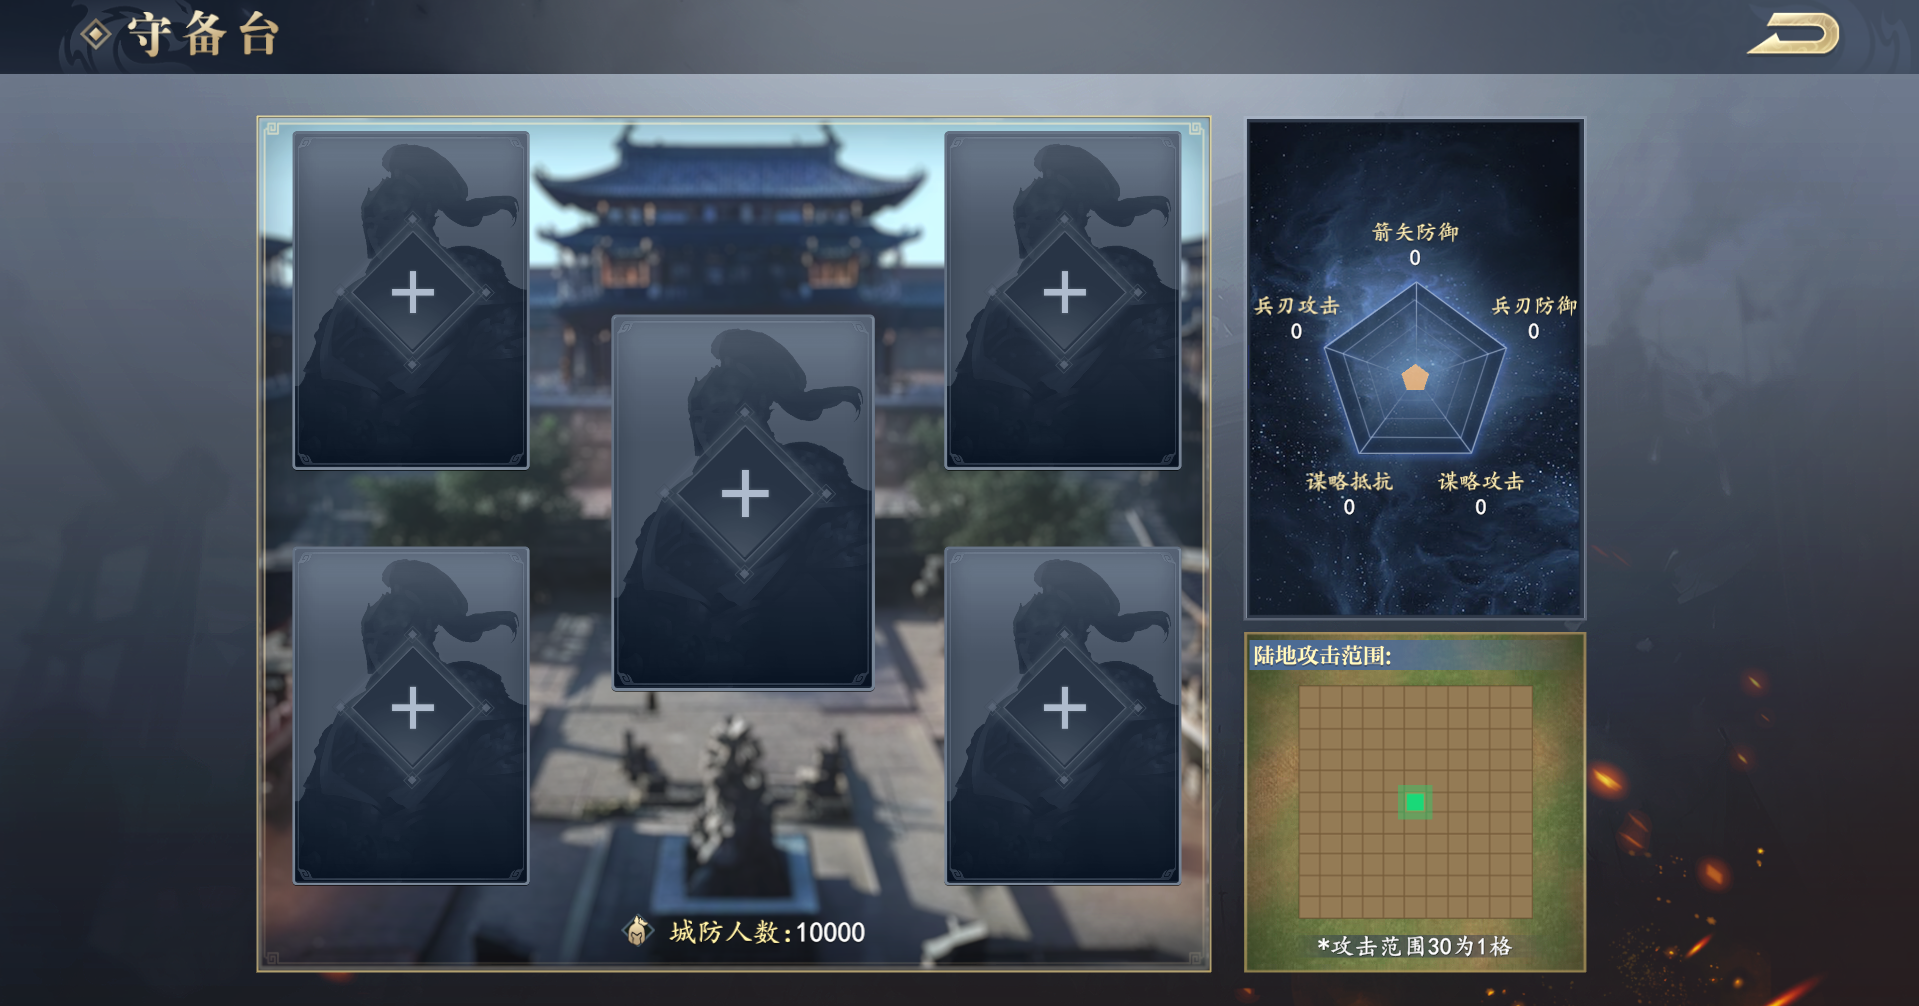 守备台
箭矢防御
0
兵刃攻击
0
兵刃防御
0
谋略抵抗
0
谋略攻击
0
陆地攻击范围:
*攻击范围30为1格
城防人数:10000